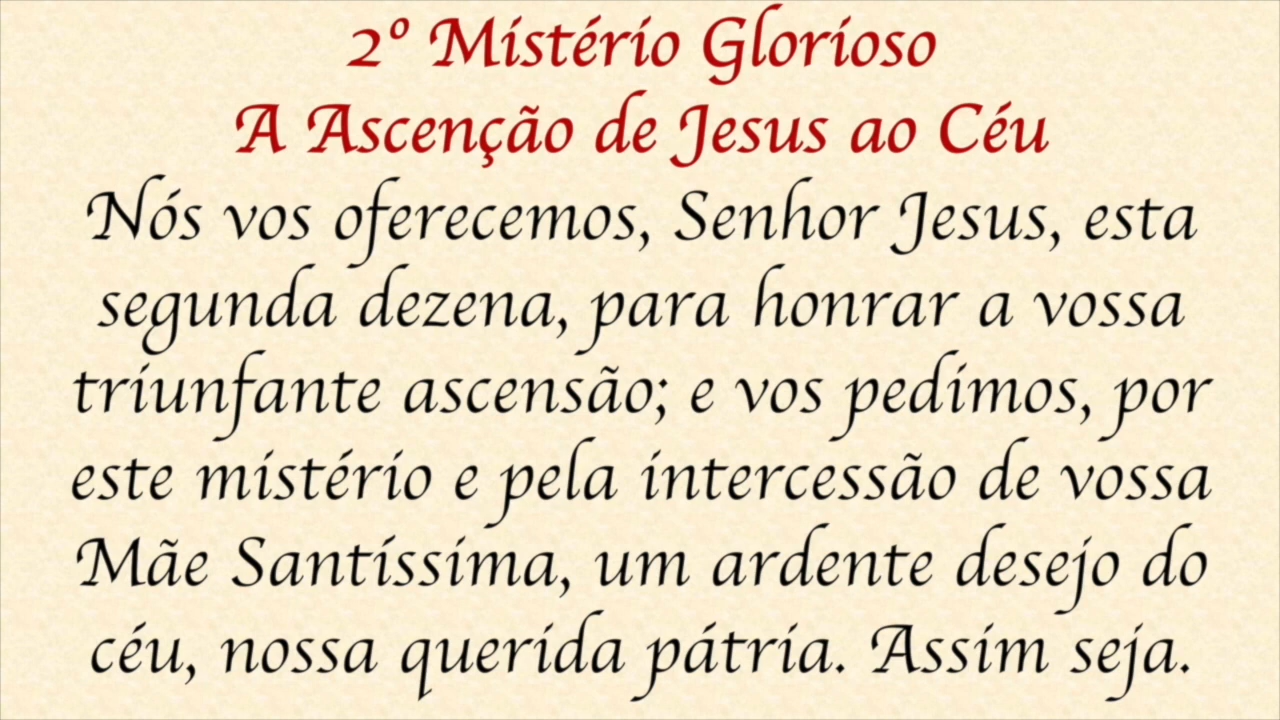 2º Mistério Glorioso
A Ascenção de Jesus ao Céu
Nós vos oferecemos, Senhor Jesus, esta
segunda dezena, para honrar a vossa
triunfante ascensão; e vos pedimos, por
este mistério e pela intercessão de vossa
Mãe Santíssima, um ardente desejo do
céu, nossa querida pátria. Assim seja.